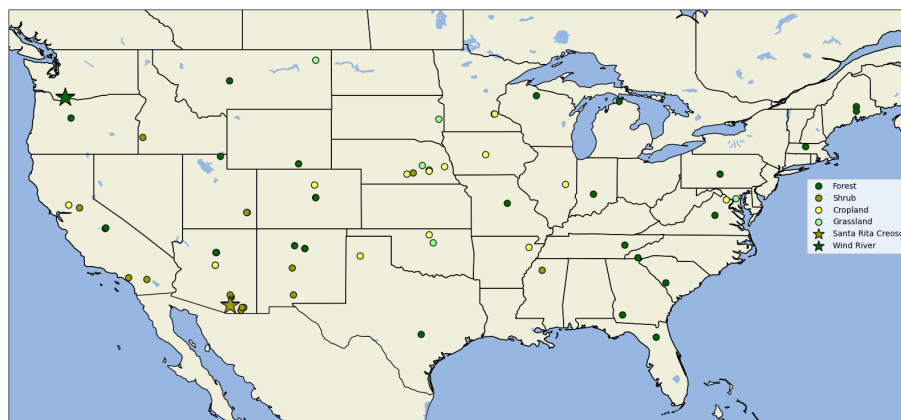 Forest
Shrub
Cropland
Grassland
Santa Rita Creoso
Wind River